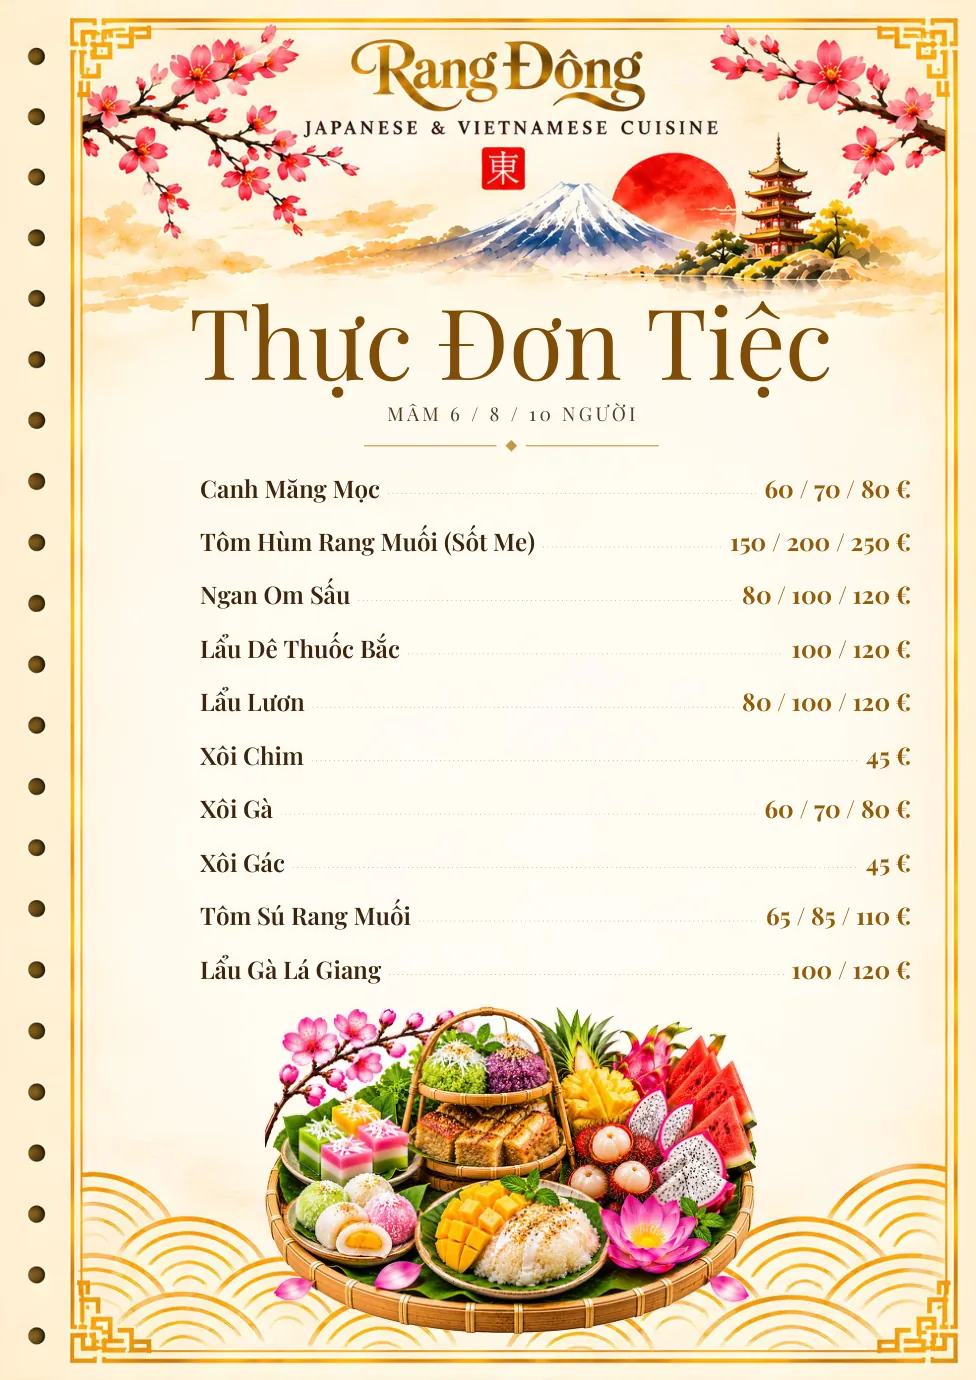 Rang Đông
JAPANESE & VIETNAMESE CUISINE
東
Thực Đơn Tiệc
MÂM 6 / 8 / 10 NGƯỜI
Canh Măng Mọc 60 / 70 / 80 €
Tôm Hùm Rang Muối (Sốt Me) 150 / 200 / 250 €
Ngan Om Sấu 80 / 100 / 120 €
Lẩu Dê Thuốc Bắc 100 / 120 €
Lẩu Lươn 80 / 100 / 120 €
Xôi Chim 45 €
Xôi Gà 60 / 70 / 80 €
Xôi Gác 45 €
Tôm Sú Rang Muối 65 / 85 / 110 €
Lẩu Gà Lá Giang 100 / 120 €